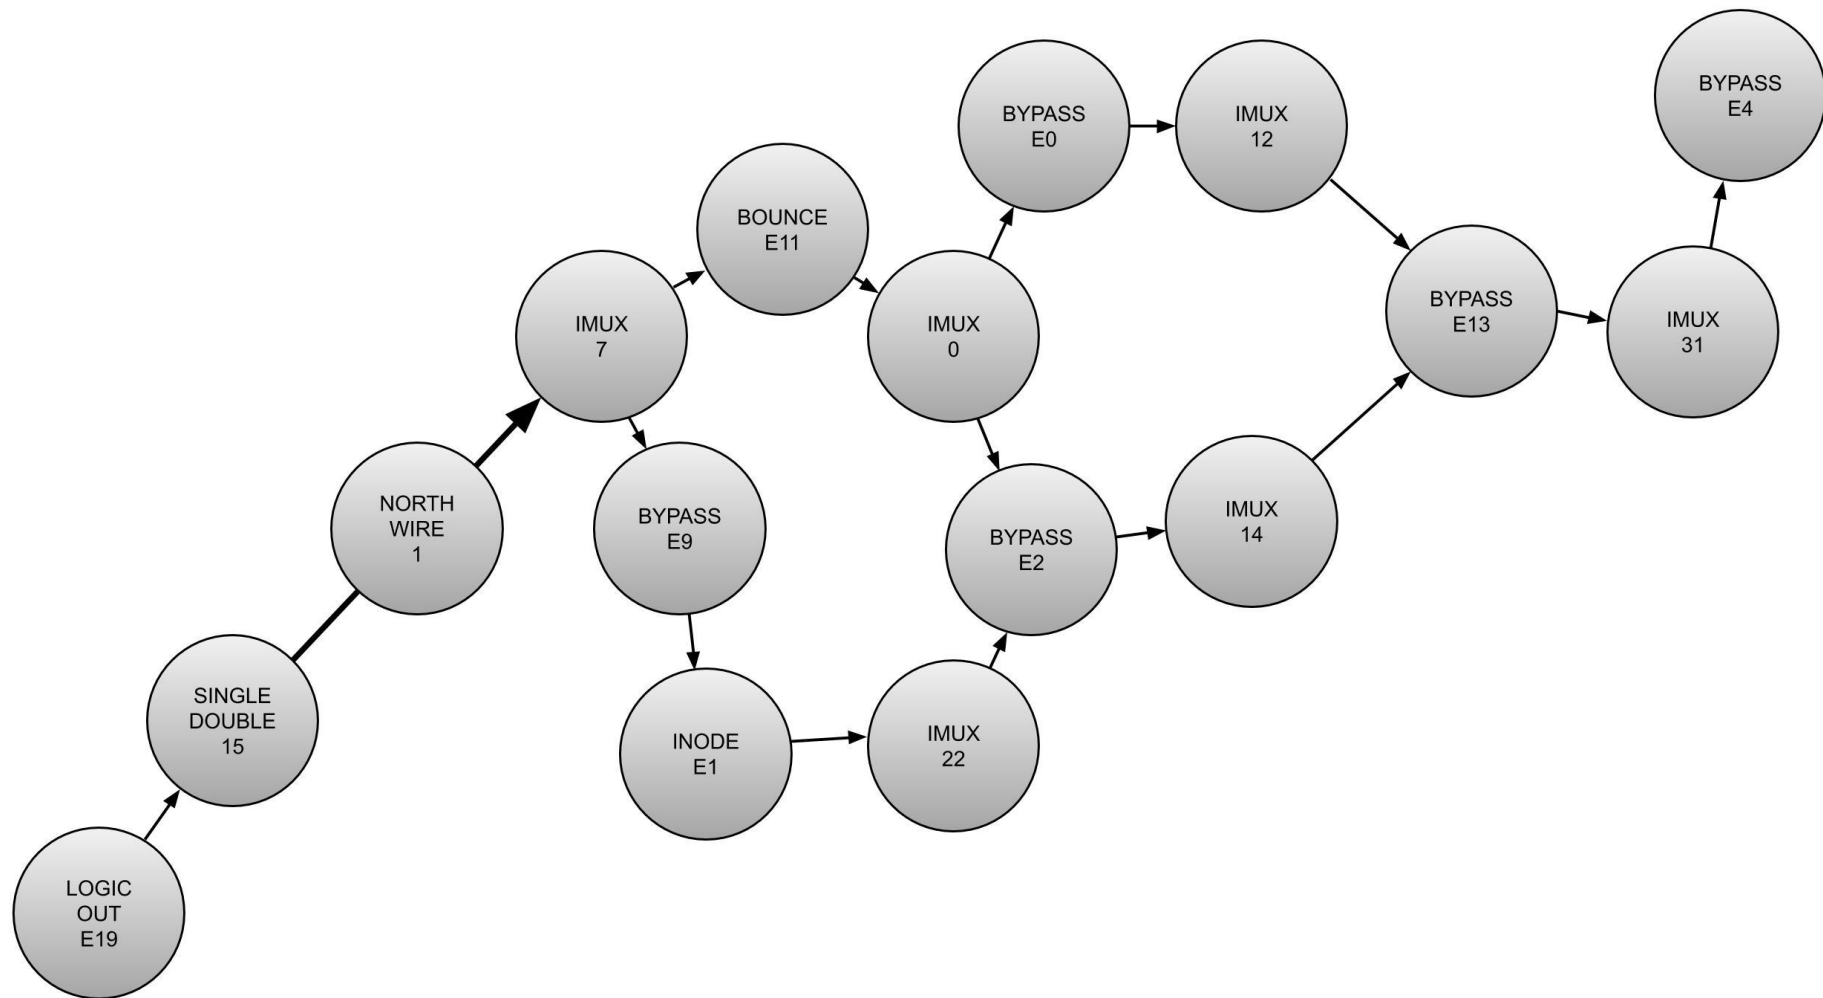 BYPASS
E4
BYPASS
E0
IMUX
12
BOUNCE
E11
IMUX
7
IMUX
0
BYPASS
E13
IMUX
31
NORTH
WIRE
1
BYPASS
E9
BYPASS
E2
IMUX
14
SINGLE
DOUBLE
15
INODE
E1
IMUX
22
LOGIC
OUT
E19